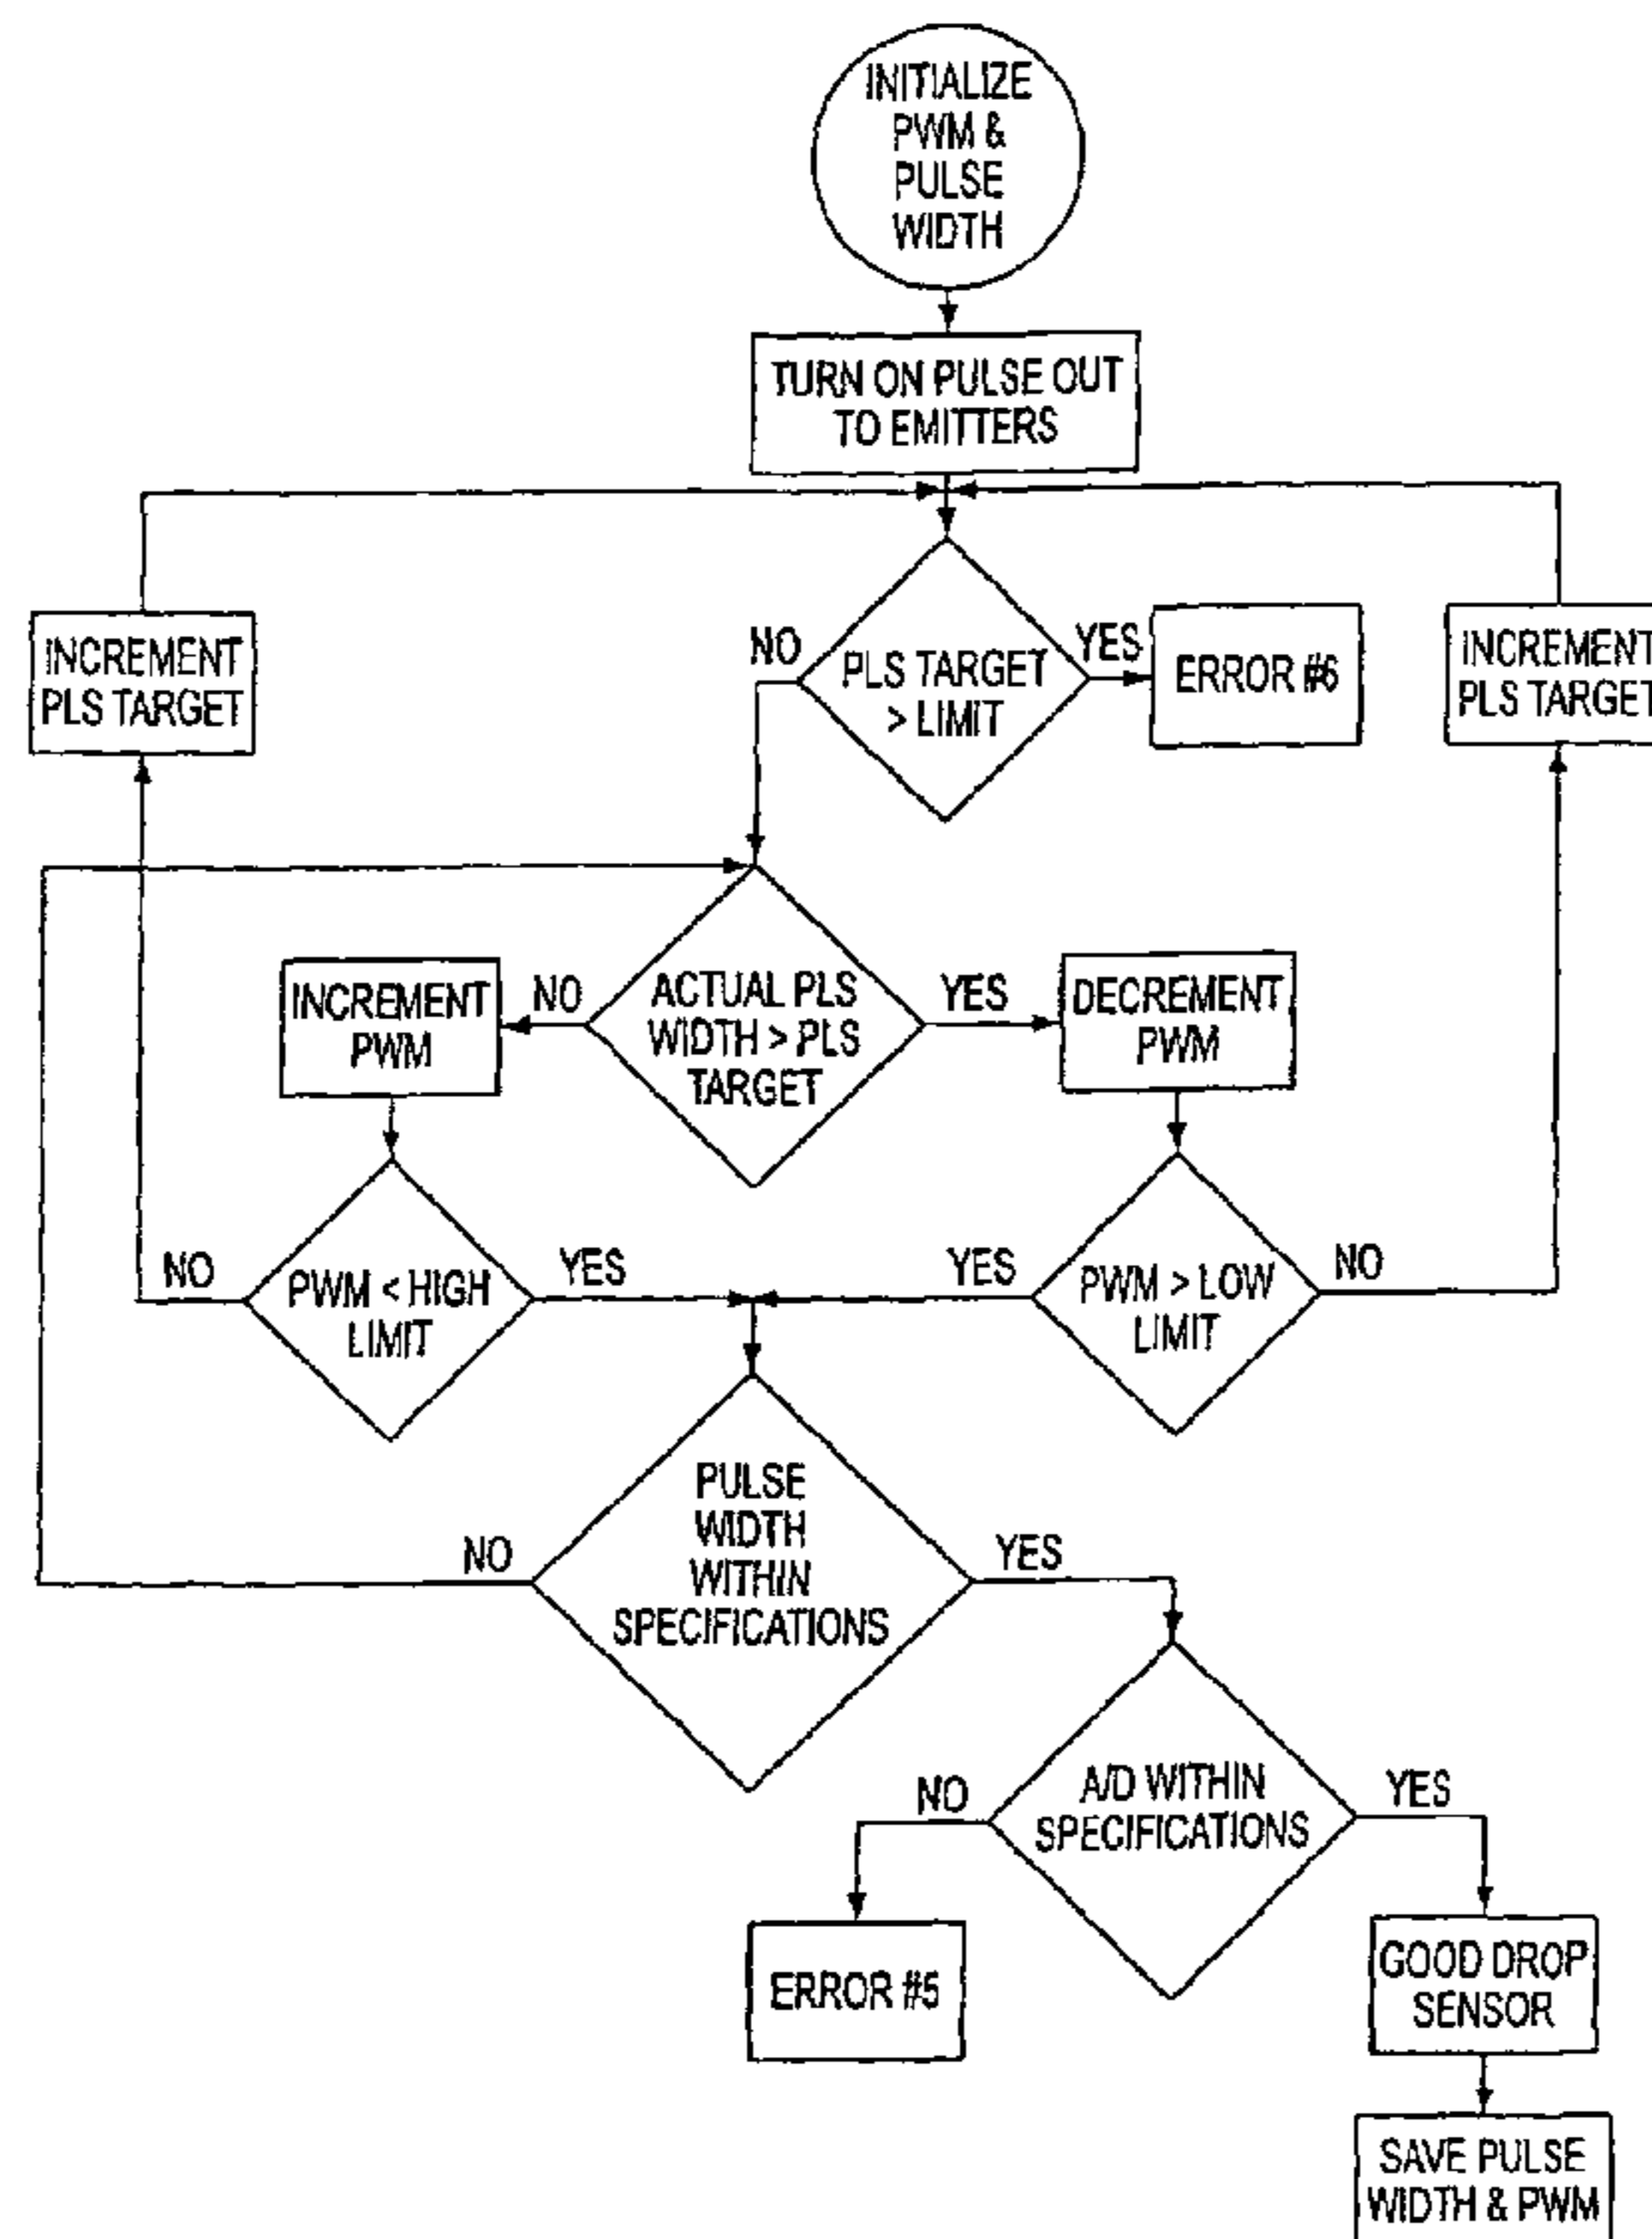 INITIALIZE
PWM &
PULSE
WIDTH
TURN ON PULSE OUT
TO EMITTERS
INCREMENT
PLS TARGET
NO
PLS TARGET
> LIMIT
YES
ERROR #6
INCREMENT
PLS TARGET
INCREMENT
PWM
NO
ACTUAL PLS
WIDTH > PLS
TARGET
YES
DECREMENT
PWM
NO
PWM < HIGH
LIMIT
YES
YES
PWM > LOW
LIMIT
NO
NO
PULSE
WIDTH
WITHIN
SPECIFICATIONS
YES
NO
A/D WITHIN
SPECIFICATIONS
YES
ERROR #5
GOOD DROP
SENSOR
SAVE PULSE
WIDTH & PWM